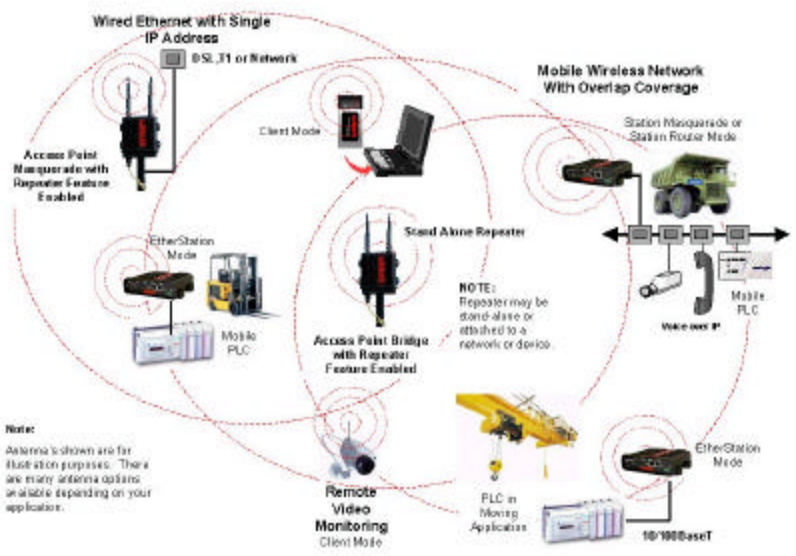 Wired Ethernet with Single
IP Address
DSL, T1 or Network
Access Point
Masquerade with
Repeater Feature
Enabled
Client Mode
Mobile Wireless Network
With Overlap Coverage
Station Masquerade or
Station Router Mode
EtherStation
Mode
Mobile
PLC
Stand Alone Repeater
NOTE:
Repeater may be
stand-alone or
attached to a
network or device.
Access Point Bridge
with Repeater
Feature Enabled
Voice over IP
Mobile
PLC
Note:
Antenna's shown are for
illustration purposes. There
are many antenna options
available depending on your
application.
Remote
Video
Monitoring
Client Mode
PLC in
Moving
Application
EtherStation
Mode
10/100BaseT